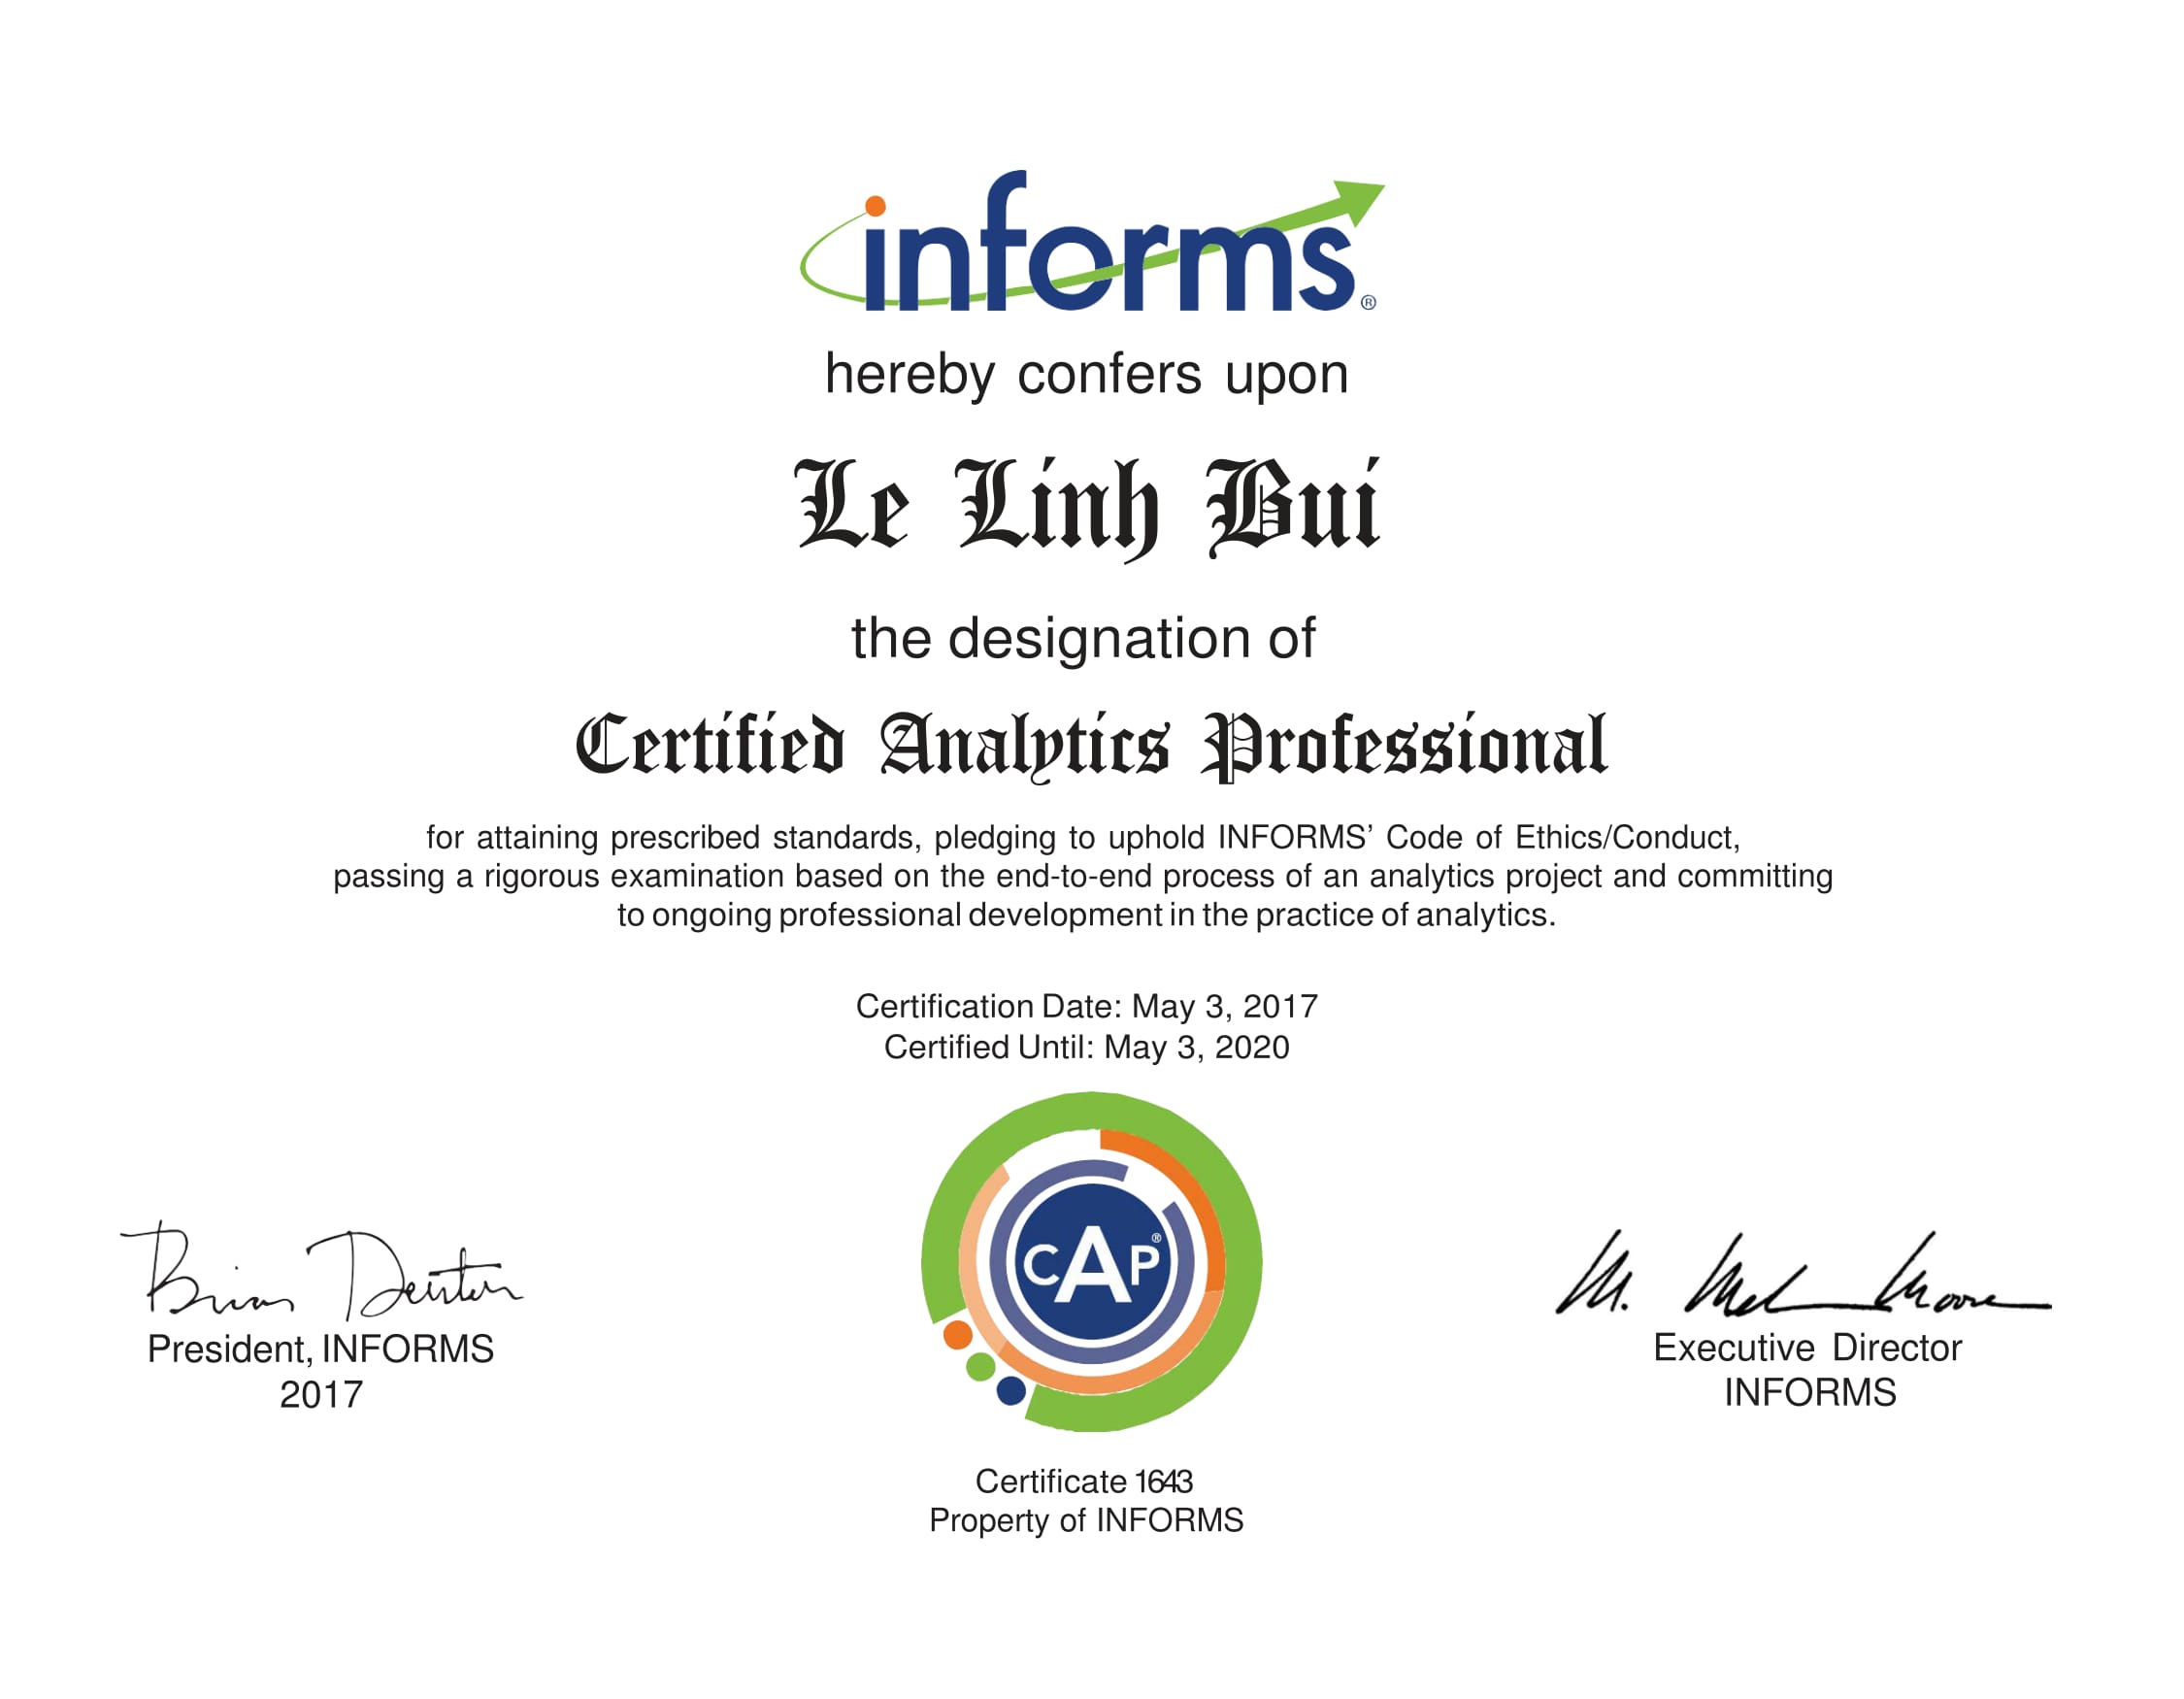 informs®
hereby confers upon
Le Linh Bui
the designation of
Certified Analytics Professional
for attaining prescribed standards, pledging to uphold INFORMS’ Code of Ethics/Conduct,
passing a rigorous examination based on the end-to-end process of an analytics project and committing
to ongoing professional development in the practice of analytics.
Certification Date: May 3, 2017
Certified Until: May 3, 2020
CAP®
Brian Denton
President, INFORMS
2017
M. Moore
Executive Director
INFORMS
Certificate 1643
Property of INFORMS